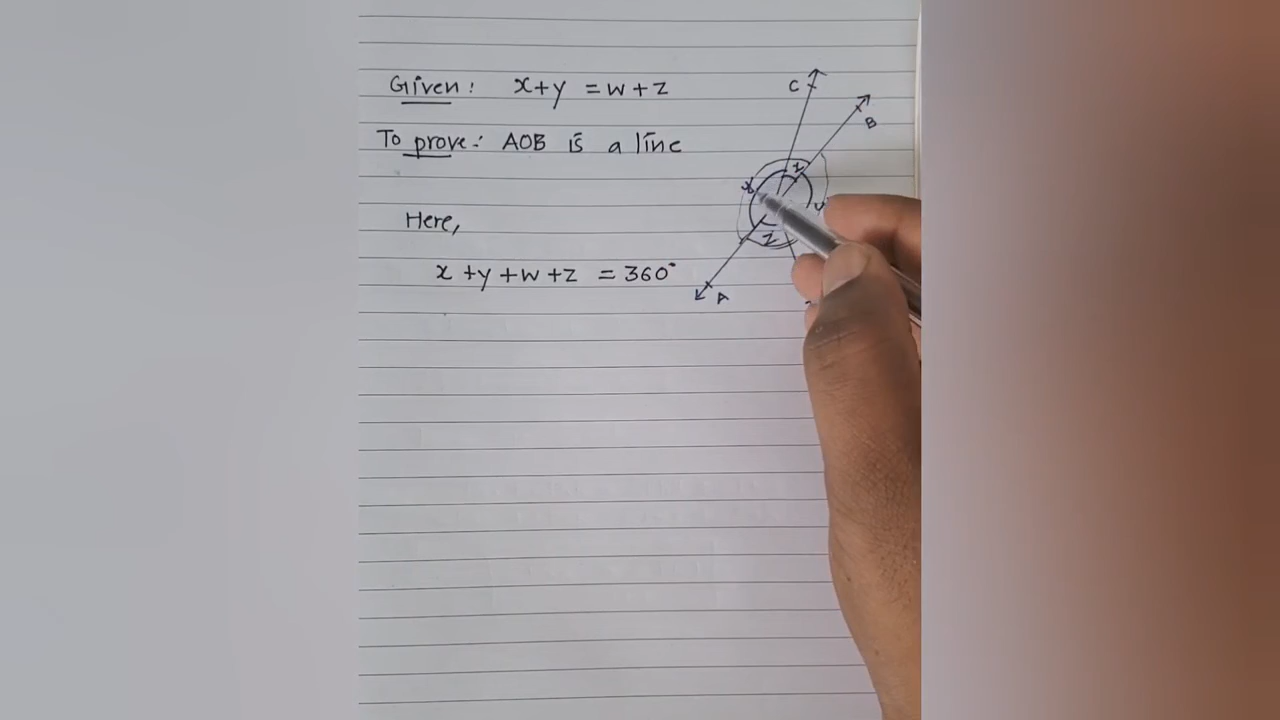 Given: x+y = w+z
To prove:- AOB is a line
Here,
x +y +w +z = 360°
C
B
z
A